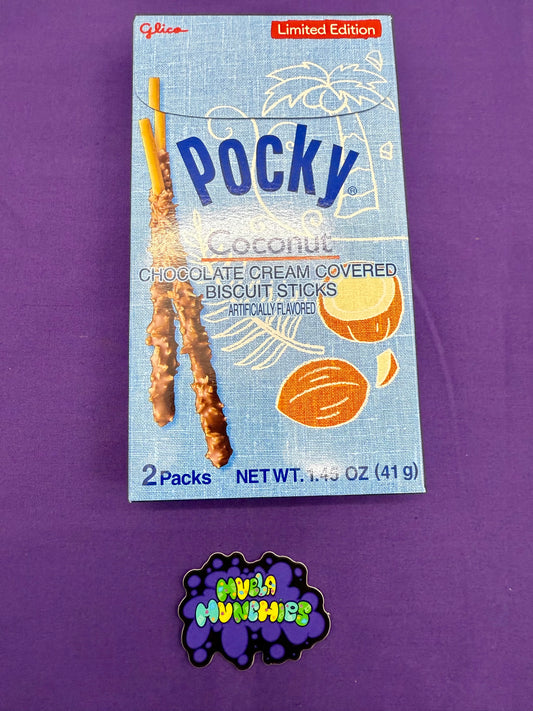 Glico
Limited Edition
POCKY®
Coconut
CHOCOLATE CREAM COVERED
BISCUIT STICKS
ARTIFICIALLY FLAVORED
2 Packs NET WT. 1.45 OZ (41 g)
HUELA
MUNCHIES